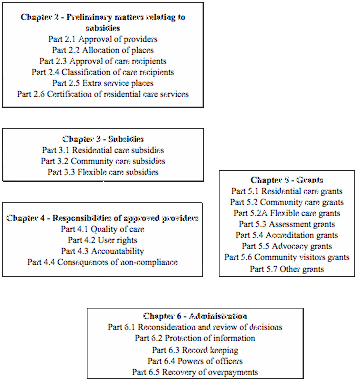 Chapter 2 - Preliminary matters relating to
subsidies
Part 2.1 Approval of providers
Part 2.2 Allocation of places
Part 2.3 Approval of care recipients
Part 2.4 Classification of care recipients
Part 2.5 Extra service places
Part 2.6 Certification of residential care services
Chapter 3 - Subsidies
Part 3.1 Residential care subsidies
Part 3.2 Community care subsidies
Part 3.3 Flexible care subsidies
Chapter 4 - Responsibilities of approved providers
Part 4.1 Quality of care
Part 4.2 User rights
Part 4.3 Accountability
Part 4.4 Consequences of non-compliance
Chapter 5 - Grants
Part 5.1 Residential care grants
Part 5.2 Community care grants
Part 5.2A Flexible care grants
Part 5.3 Assessment grants
Part 5.4 Accreditation grants
Part 5.5 Advocacy grants
Part 5.6 Community visitors grants
Part 5.7 Other grants
Chapter 6 - Administration
Part 6.1 Reconsideration and review of decisions
Part 6.2 Protection of information
Part 6.3 Record keeping
Part 6.4 Powers of officers
Part 6.5 Recovery of overpayments